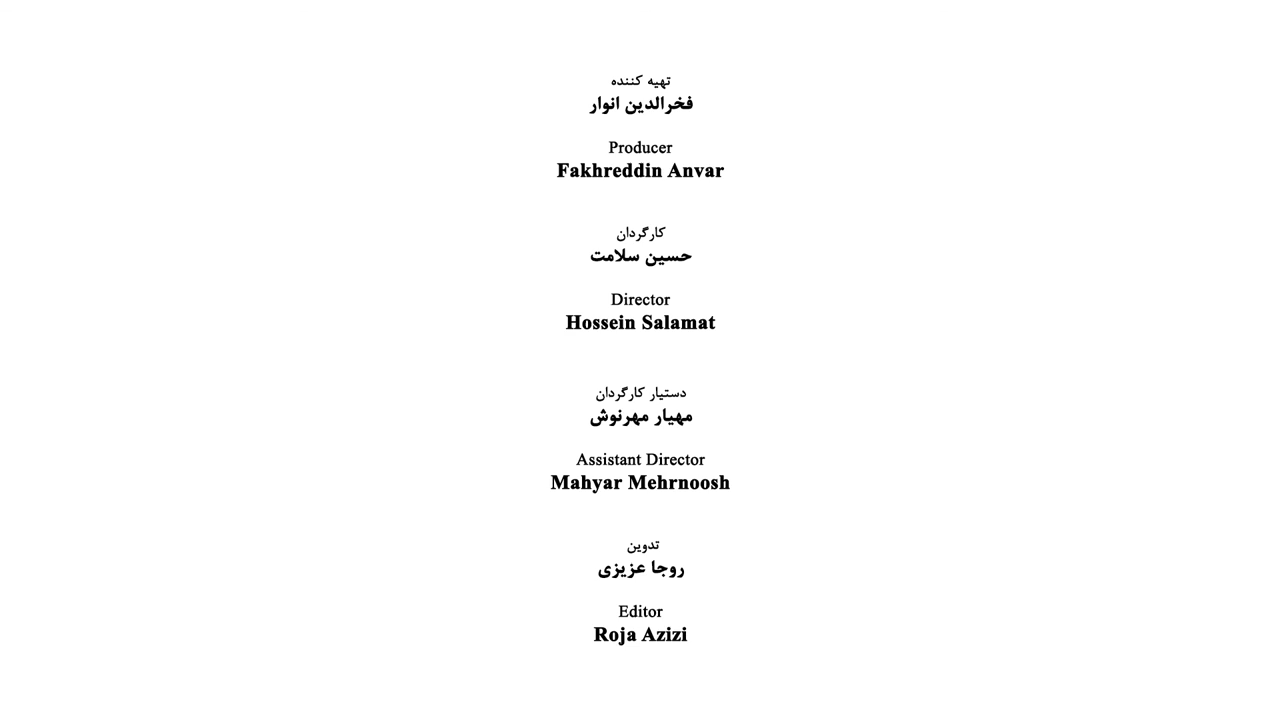 تهیه کننده
فخرالدین انوار
Producer
Fakhreddin Anvar
کارگردان
حسین سلامت
Director
Hossein Salamat
دستیار کارگردان
مهیار مهرنوش
Assistant Director
Mahyar Mehrnoosh
تدوین
روجا عزیزی
Editor
Roja Azizi